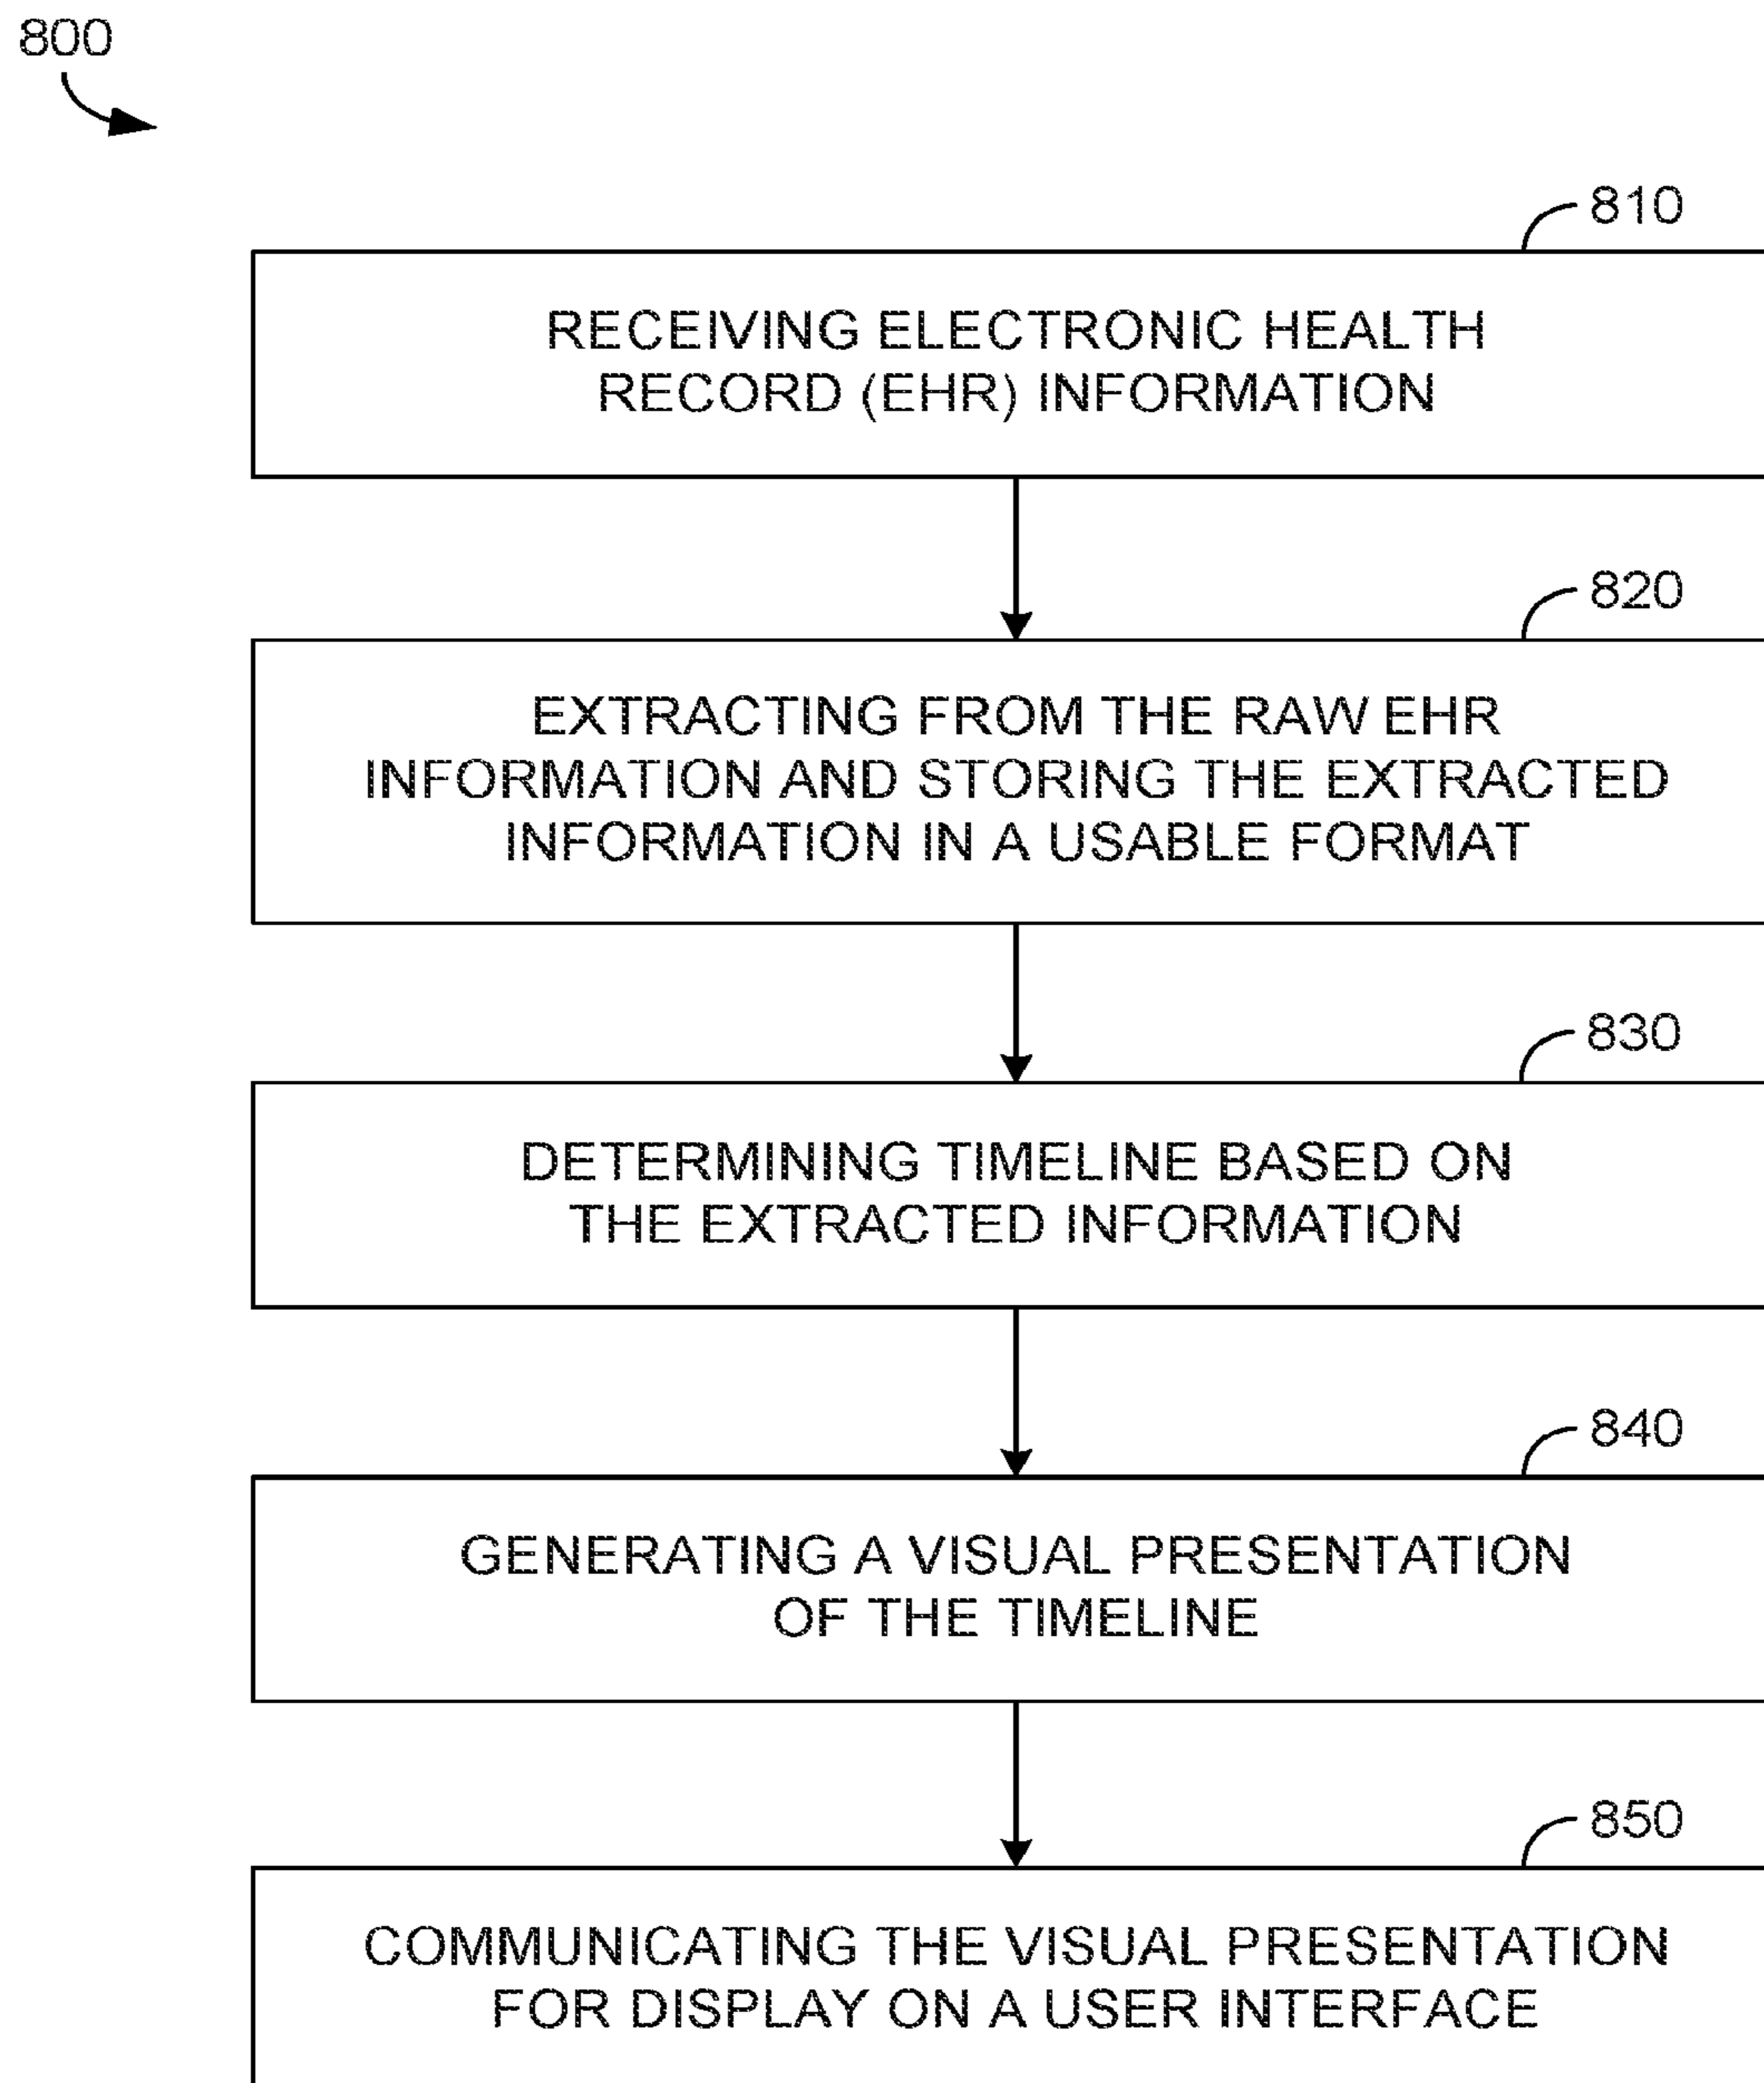 800
810
RECEIVING ELECTRONIC HEALTH
RECORD (EHR) INFORMATION
820
EXTRACTING FROM THE RAW EHR
INFORMATION AND STORING THE EXTRACTED
INFORMATION IN A USABLE FORMAT
830
DETERMINING TIMELINE BASED ON
THE EXTRACTED INFORMATION
840
GENERATING A VISUAL PRESENTATION
OF THE TIMELINE
850
COMMUNICATING THE VISUAL PRESENTATION
FOR DISPLAY ON A USER INTERFACE